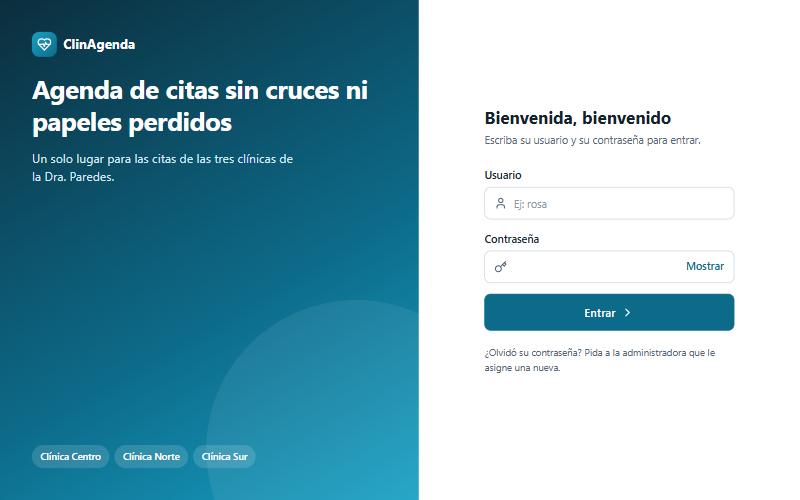 ClinAgenda
Agenda de citas sin cruces ni
papeles perdidos
Un solo lugar para las citas de las tres clínicas de
la Dra. Paredes.
Clínica Centro
Clínica Norte
Clínica Sur
Bienvenida, bienvenido
Escriba su usuario y su contraseña para entrar.
Usuario
Ej: rosa
Contraseña
Mostrar
Entrar
¿Olvidó su contraseña? Pida a la administradora que le
asigne una nueva.